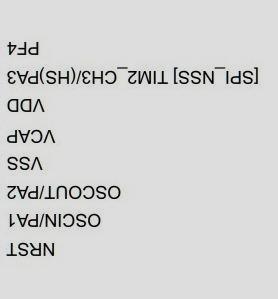 NRST
OSCIN/PA1
OSCOUT/PA2
VSS
VCAP
VDD
[SPI_NSS] TIM2_CH3/(HS)PA3
PF4